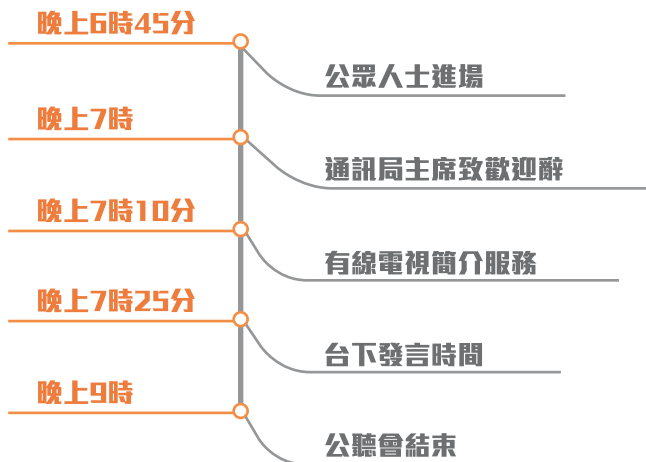 晚上6時45分
公眾人士進場
晚上7時
通訊局主席致歡迎辭
晚上7時10分
有線電視簡介服務
晚上7時25分
台下發言時間
晚上9時
公聽會結束